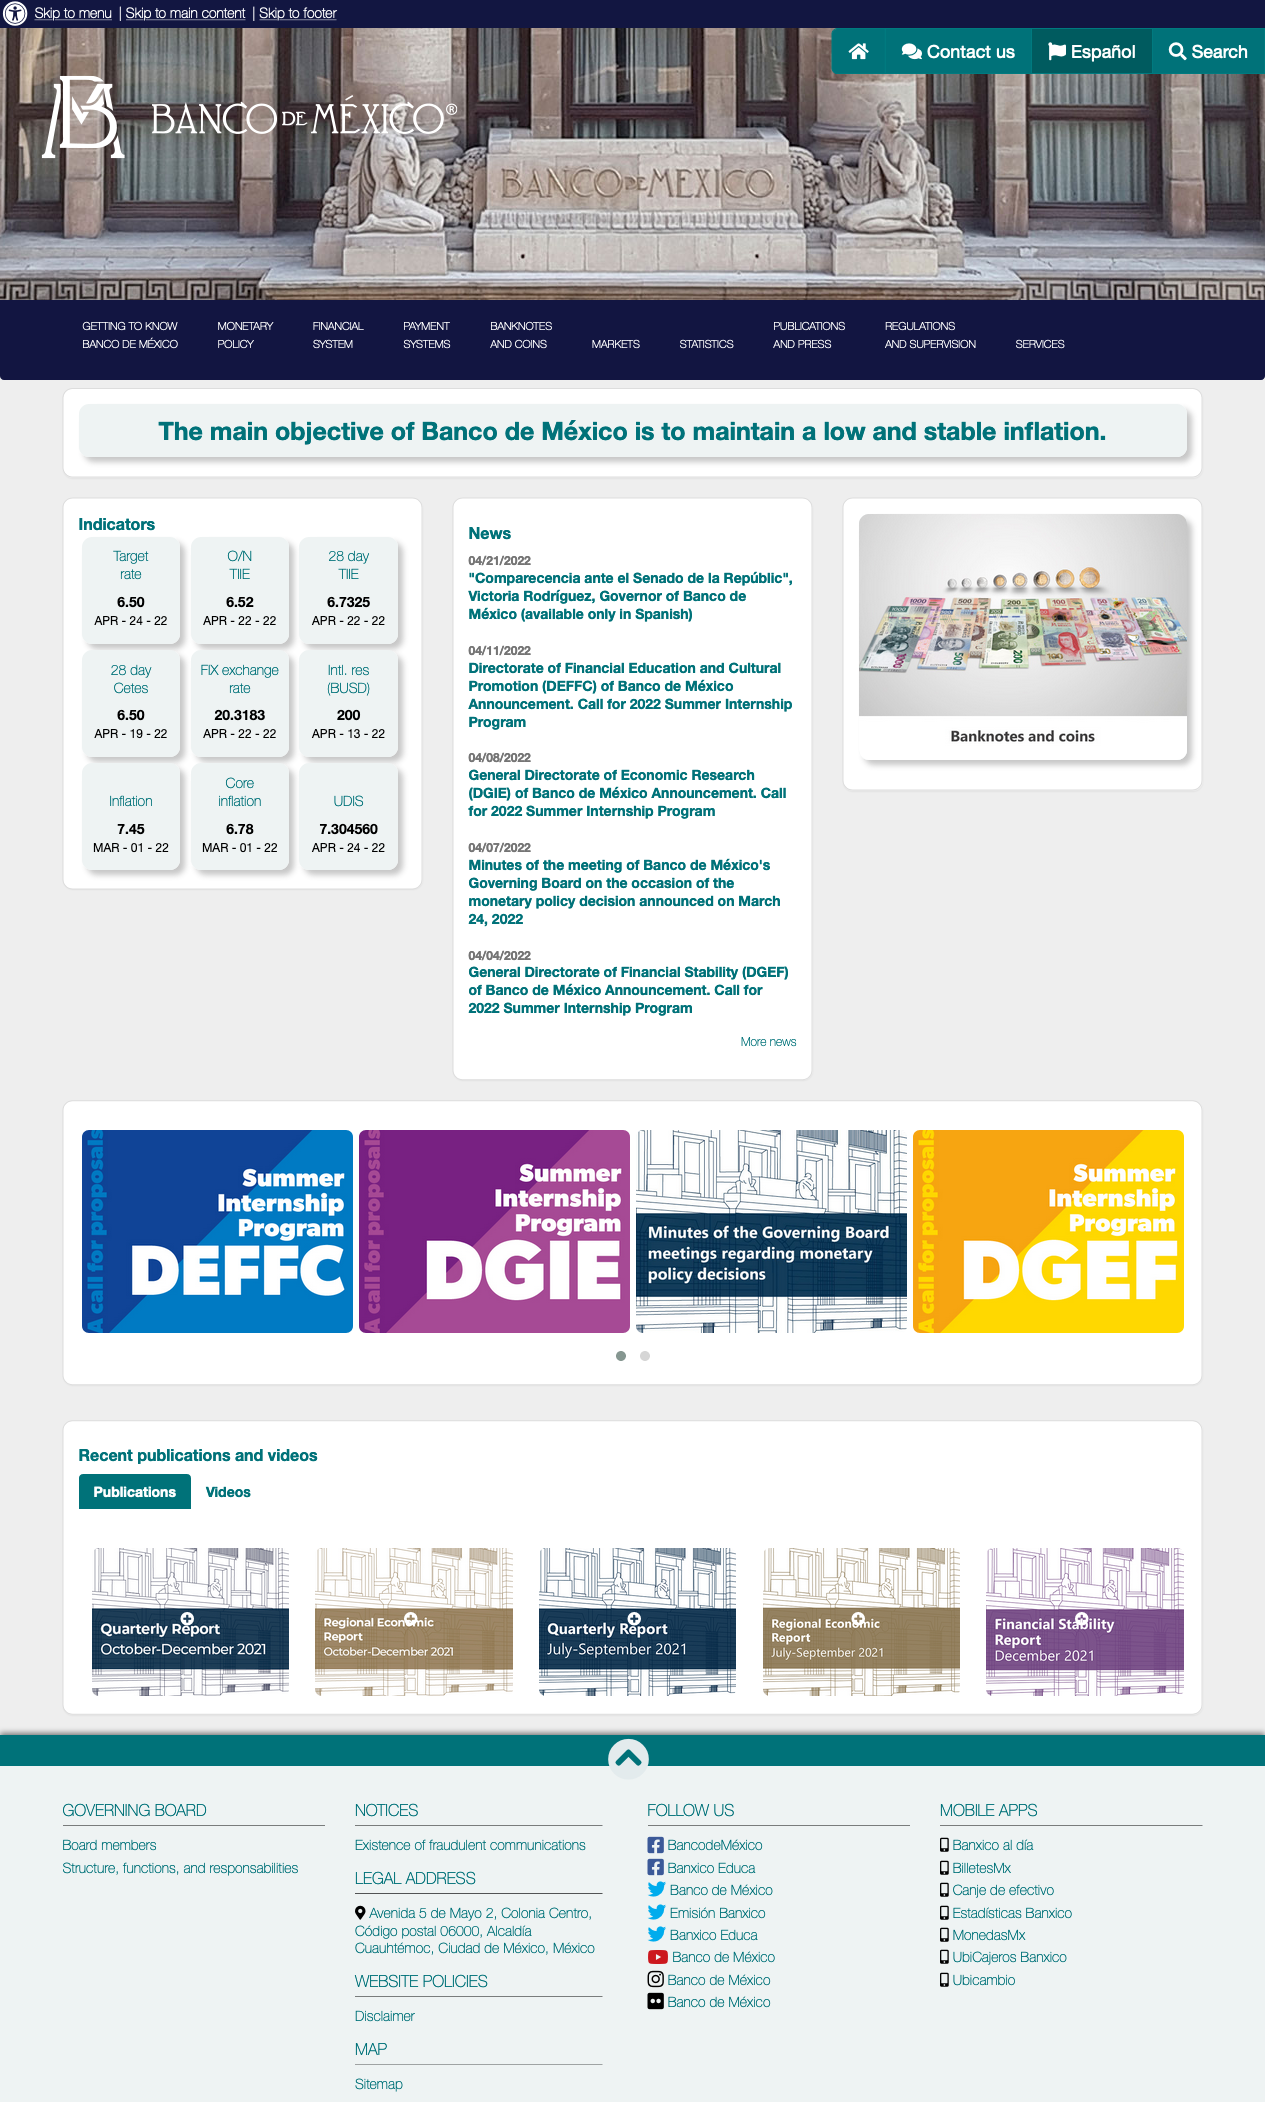 Skip to menu | Skip to main content | Skip to footer
Contact us
Español
Search
BM
BANCO DE MÉXICO®
BANCO DE MEXICO
GETTING TO KNOW
BANCO DE MÉXICO
MONETARY
POLICY
FINANCIAL
SYSTEM
PAYMENT
SYSTEMS
BANKNOTES
AND COINS
MARKETS
STATISTICS
PUBLICATIONS
AND PRESS
REGULATIONS
AND SUPERVISION
SERVICES
The main objective of Banco de México is to maintain a low and stable inflation.
Indicators
Target
rate
6.50
APR - 24 - 22
O/N
TIIE
6.52
APR - 22 - 22
28 day
TIIE
6.7325
APR - 22 - 22
28 day
Cetes
6.50
APR - 19 - 22
FIX exchange
rate
20.3183
APR - 22 - 22
Intl. res
(BUSD)
200
APR - 13 - 22
Inflation
7.45
MAR - 01 - 22
Core
inflation
6.78
MAR - 01 - 22
UDIS
7.304560
APR - 24 - 22
News
04/21/2022
"Comparecencia ante el Senado de la Repúblic",
Victoria Rodríguez, Governor of Banco de
México (available only in Spanish)
04/11/2022
Directorate of Financial Education and Cultural
Promotion (DEFFC) of Banco de México
Announcement. Call for 2022 Summer Internship
Program
04/08/2022
General Directorate of Economic Research
(DGIE) of Banco de México Announcement. Call
for 2022 Summer Internship Program
04/07/2022
Minutes of the meeting of Banco de México's
Governing Board on the occasion of the
monetary policy decision announced on March
24, 2022
04/04/2022
General Directorate of Financial Stability (DGEF)
of Banco de México Announcement. Call for
2022 Summer Internship Program
More news
1000 500 200 100 50 20
500
200
Banknotes and coins
A call for proposals
Summer
Internship
Program
DEFFC
A call for proposals
Summer
Internship
Program
DGIE
Minutes of the Governing Board
meetings regarding monetary
policy decisions
A call for proposals
Summer
Internship
Program
DGEF
Recent publications and videos
Publications
Videos
Quarterly Report
October-December 2021
Regional Economic
Report
October-December 2021
Quarterly Report
July-September 2021
Regional Economic
Report
July-September 2021
Financial Stability
Report
December 2021
GOVERNING BOARD
Board members
Structure, functions, and responsabilities
NOTICES
Existence of fraudulent communications
LEGAL ADDRESS
Avenida 5 de Mayo 2, Colonia Centro,
Código postal 06000, Alcaldía
Cuauhtémoc, Ciudad de México, México
WEBSITE POLICIES
Disclaimer
MAP
Sitemap
FOLLOW US
BancodeMéxico
Banxico Educa
Banco de México
Emisión Banxico
Banxico Educa
Banco de México
Banco de México
Banco de México
MOBILE APPS
Banxico al día
BilletesMx
Canje de efectivo
Estadísticas Banxico
MonedasMx
UbiCajeros Banxico
Ubicambio